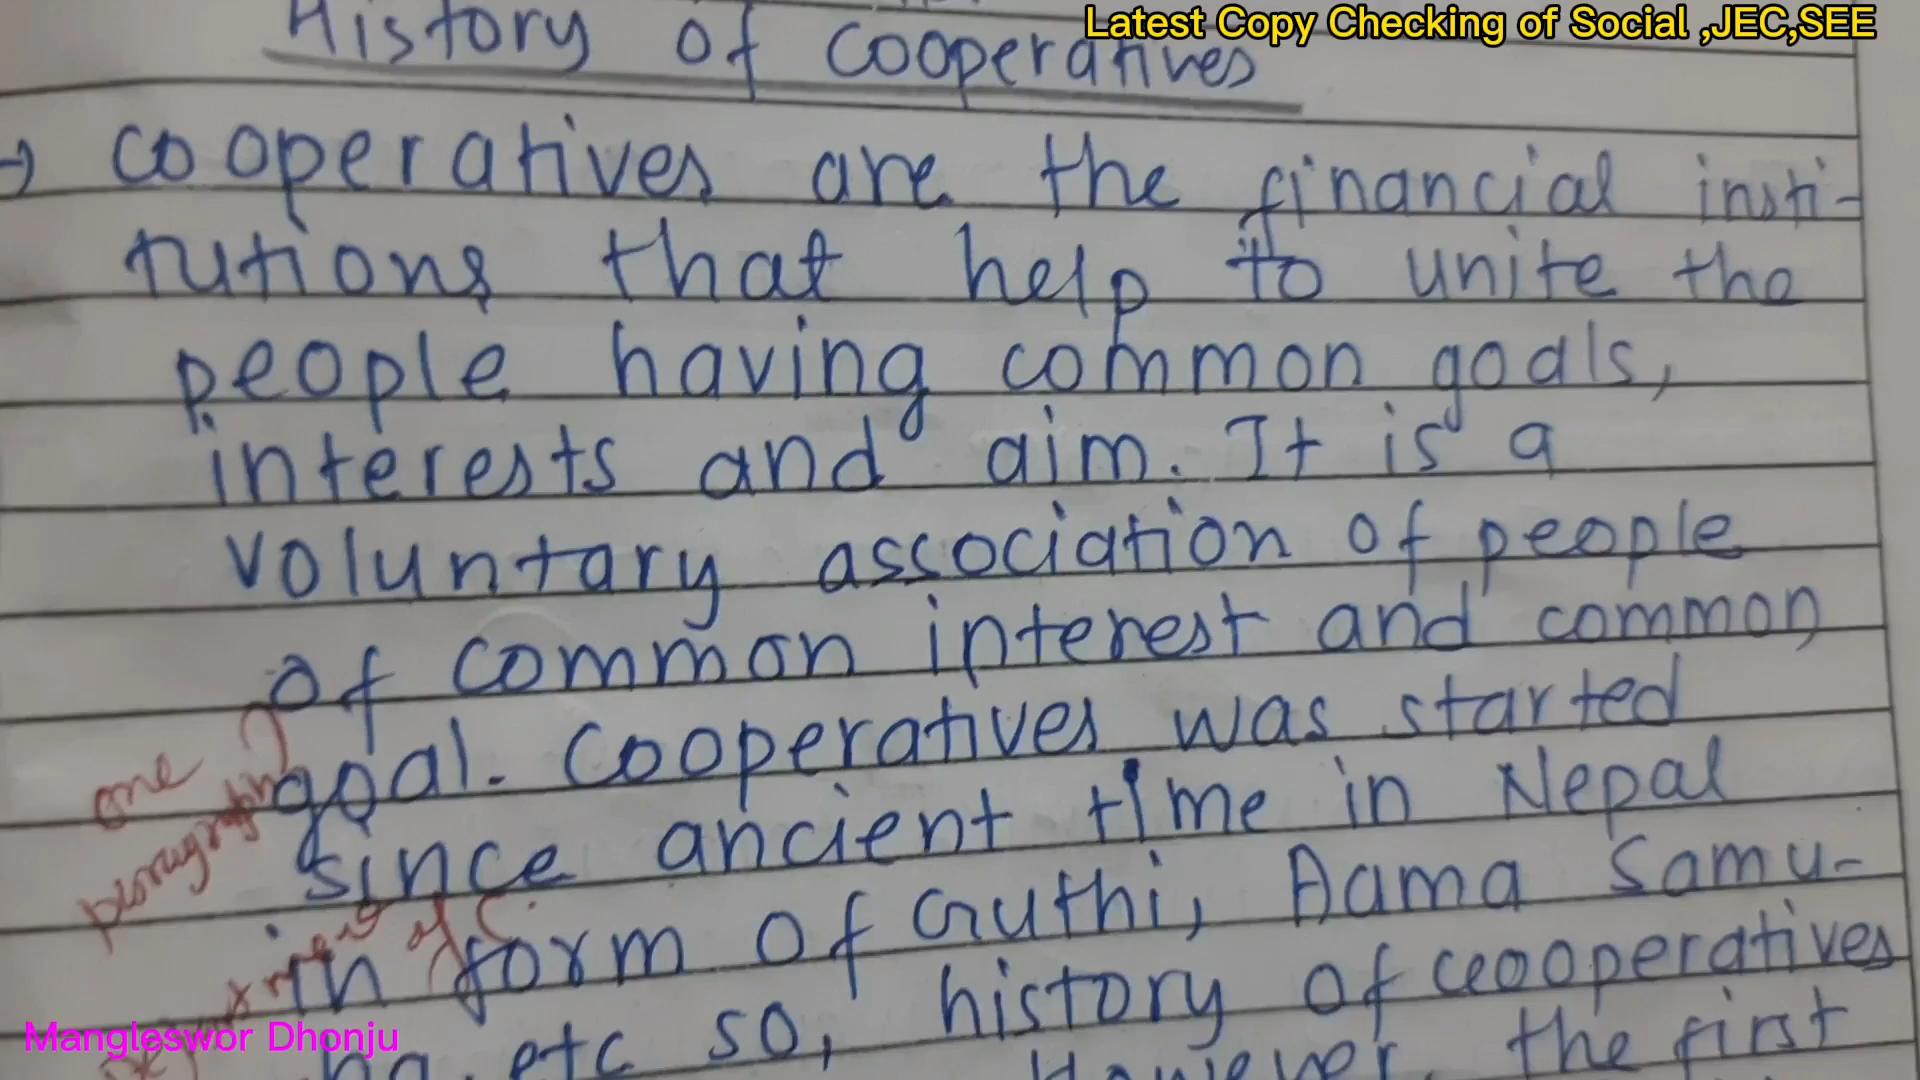 Latest Copy Checking of Social ,JEC,SEE
History of Cooperatives
→ cooperatives are the financial insti-
tutions that help to unite the
people having common goals,
interests and aim. It is a
voluntary association of people
of common interest and common
goal. Cooperatives was started
one
paragraph
since ancient time in Nepal
in form of Guthi, Aama Samu-
etc so, history of ceooperatives
However, the first
Mangleswor Dhonju